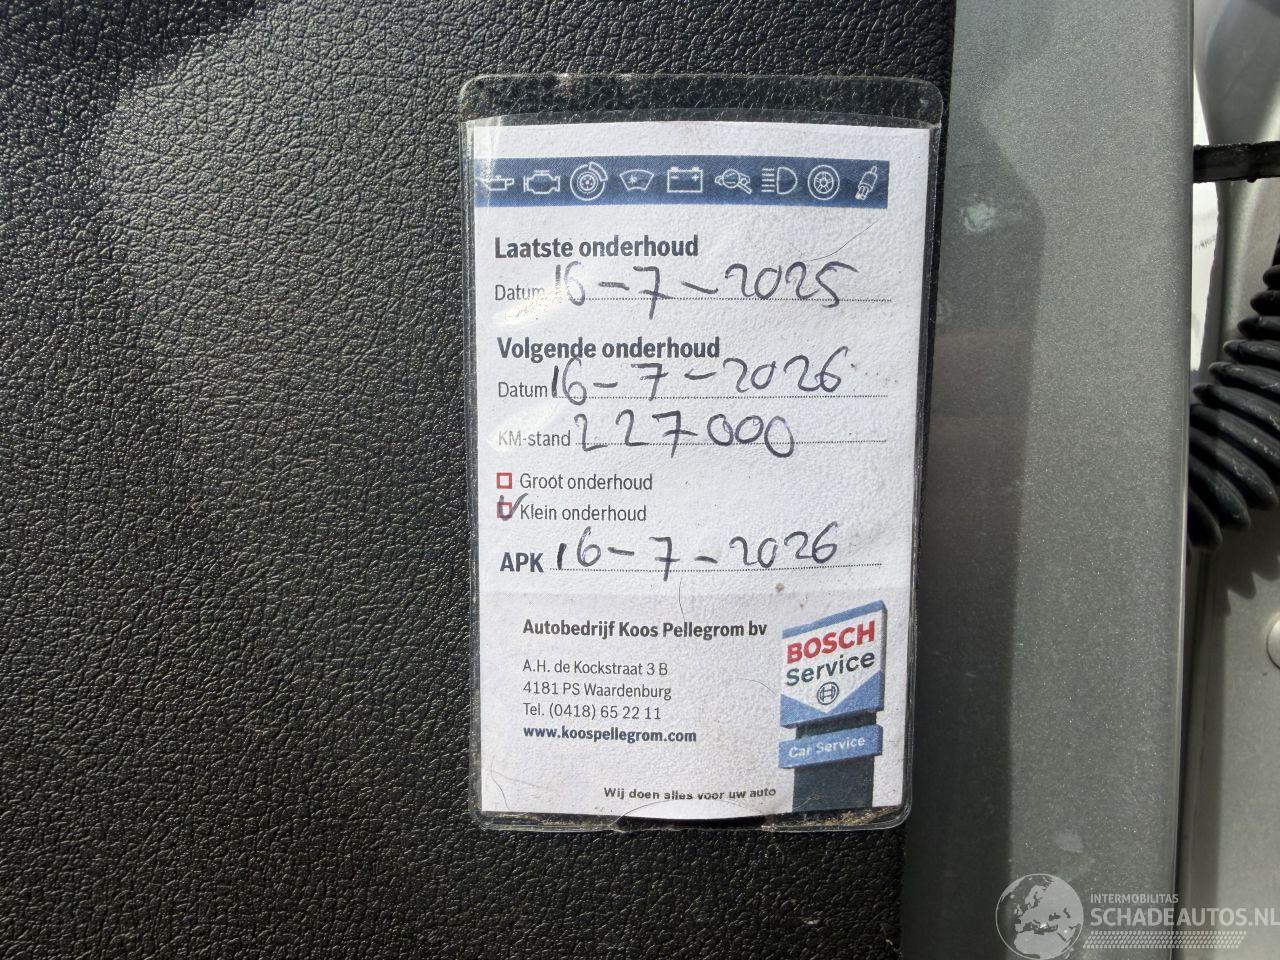 Laatste onderhoud
Datum 16-7-2025
Volgende onderhoud
Datum 16-7-2026
KM-stand 227000
Groot onderhoud
Klein onderhoud
APK 16-7-2026
Autobedrijf Koos Pellegrom bv
A.H. de Kockstraat 3 B
4181 PS Waardenburg
Tel. (0418) 65 22 11
www.koospellegrom.com
BOSCH
Service
Car Service
Wij doen alles voor uw auto
INTERMOBILITAS
SCHADEAUTOS.NL